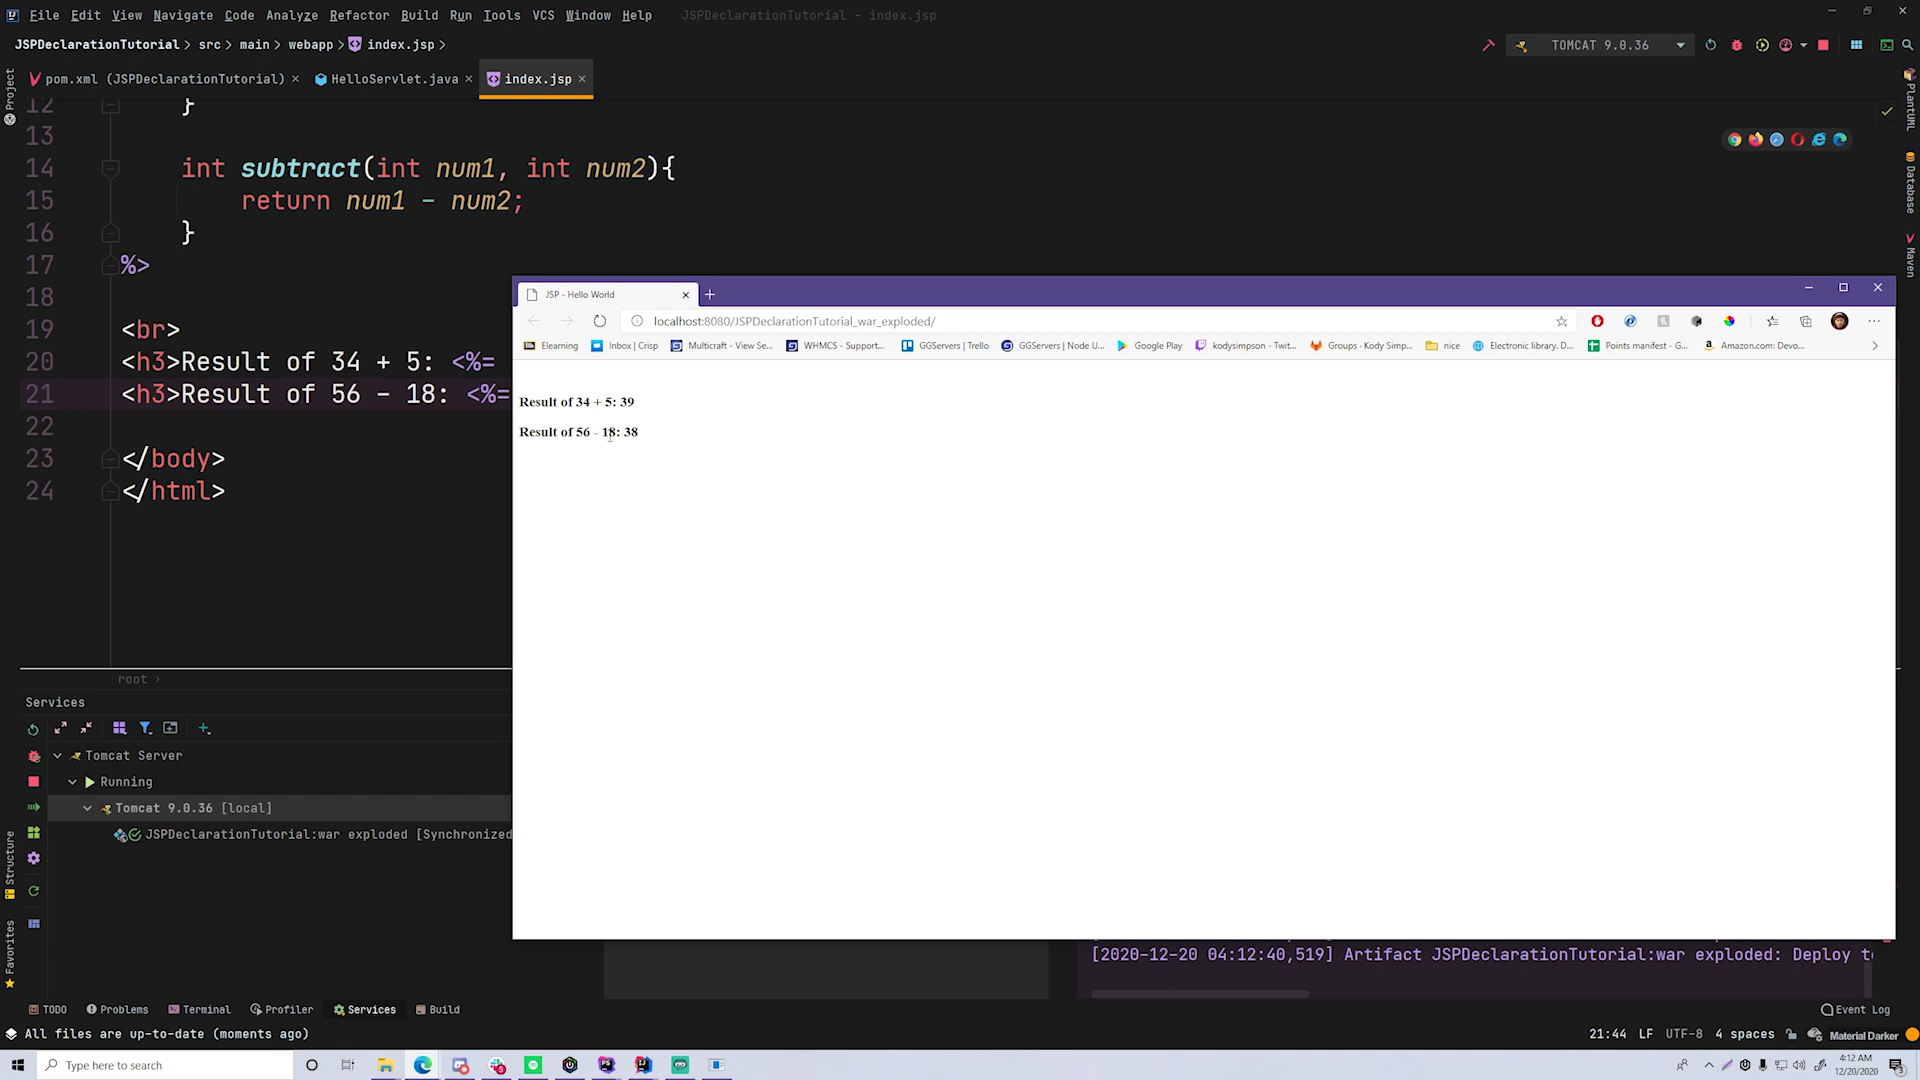 File Edit View Navigate Code Analyze Refactor Build Run Tools VCS Window Help JSPDeclarationTutorial - index.jsp
JSPDeclarationTutorial > src > main > webapp > index.jsp >
TOMCAT 9.0.36
pom.xml (JSPDeclarationTutorial) × HelloServlet.java × index.jsp ×
Project
PlantUML
Database
Maven
12 }
13
14 int subtract(int num1, int num2){
15 return num1 - num2;
16 }
17 %>
18
19 <br>
20 <h3>Result of 34 + 5: <%=
21 <h3>Result of 56 - 18: <%=
22
23 </body>
24 </html>
JSP - Hello World
localhost:8080/JSPDeclarationTutorial_war_exploded/
Elearning Inbox | Crisp Multicraft - View Se... WHMCS - Support... GGServers | Trello GGServers | Node U... Google Play kodysimpson - Twit... Groups · Kody Simp... nice Electronic library. D... Points manifest - G... Amazon.com: Devo...
Result of 34 + 5: 39
Result of 56 - 18: 38
root ›
Services
Tomcat Server
Running
Tomcat 9.0.36 [local]
JSPDeclarationTutorial:war exploded [Synchronized
Structure
Favorites
[2020-12-20 04:12:40,519] Artifact JSPDeclarationTutorial:war exploded: Deploy t
TODO Problems Terminal Profiler Services Build Event Log
All files are up-to-date (moments ago) 21:44 LF UTF-8 4 spaces Material Darker
Type here to search
4:12 AM
12/20/2020